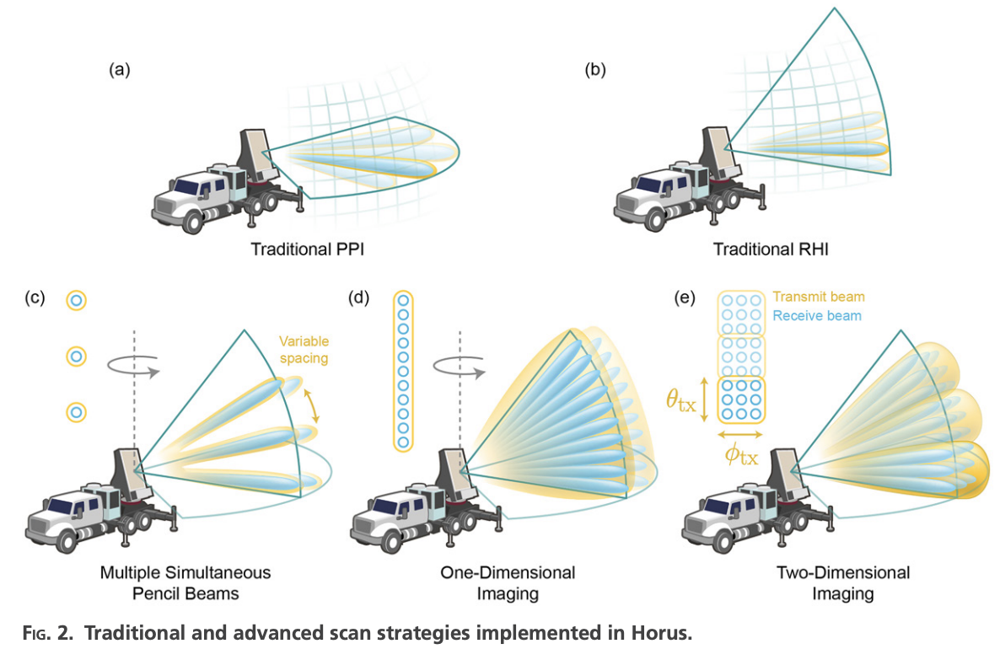 (a)
(b)
Traditional PPI
Traditional RHI
(c)
Variable
spacing
Multiple Simultaneous
Pencil Beams
(d)
One-Dimensional
Imaging
(e)
Transmit beam
Receive beam
θtx
ϕtx
Two-Dimensional
Imaging
FIG. 2. Traditional and advanced scan strategies implemented in Horus.